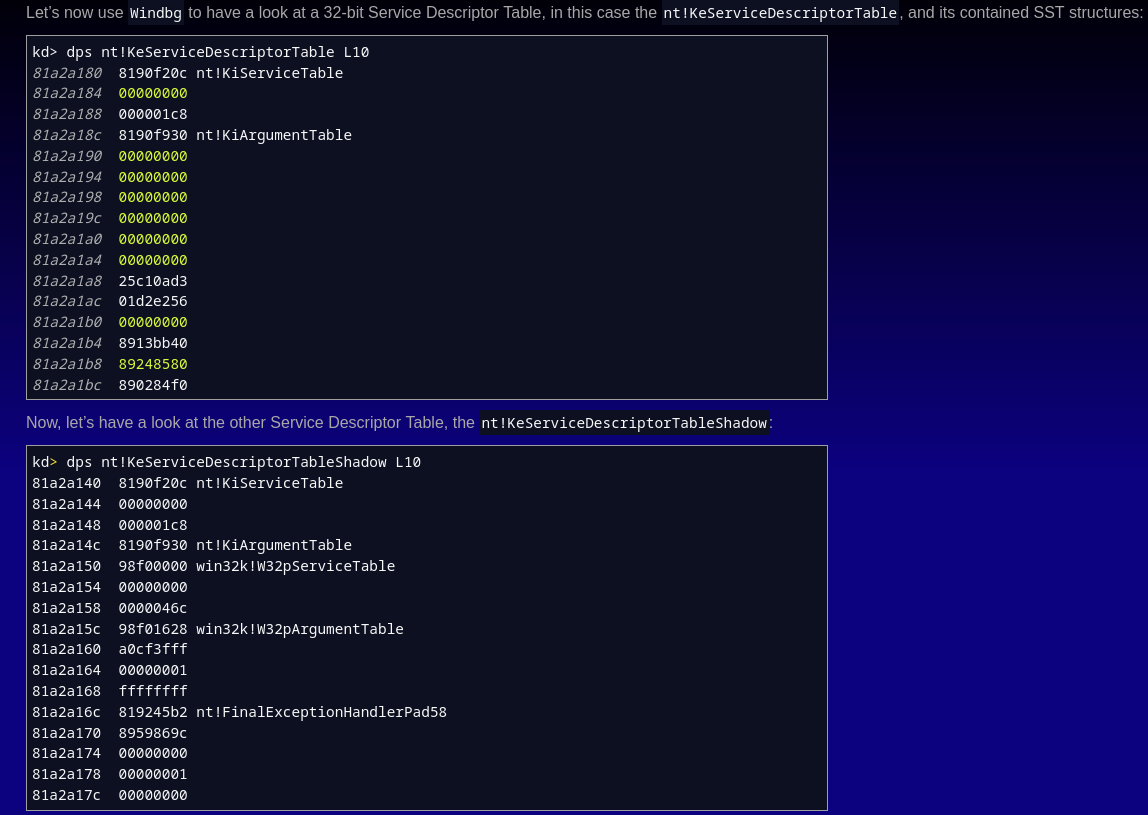 Let's now use Windbg to have a look at a 32-bit Service Descriptor Table, in this case the nt!KeServiceDescriptorTable, and its contained SST structures:
kd> dps nt!KeServiceDescriptorTable L10
81a2a180  8190f20c nt!KiServiceTable
81a2a184  00000000
81a2a188  000001c8
81a2a18c  8190f930 nt!KiArgumentTable
81a2a190  00000000
81a2a194  00000000
81a2a198  00000000
81a2a19c  00000000
81a2a1a0  00000000
81a2a1a4  00000000
81a2a1a8  25c10ad3
81a2a1ac  01d2e256
81a2a1b0  00000000
81a2a1b4  8913bb40
81a2a1b8  89248580
81a2a1bc  890284f0
Now, let's have a look at the other Service Descriptor Table, the nt!KeServiceDescriptorTableShadow:
kd> dps nt!KeServiceDescriptorTableShadow L10
81a2a140  8190f20c nt!KiServiceTable
81a2a144  00000000
81a2a148  000001c8
81a2a14c  8190f930 nt!KiArgumentTable
81a2a150  98f00000 win32k!W32pServiceTable
81a2a154  00000000
81a2a158  0000046c
81a2a15c  98f01628 win32k!W32pArgumentTable
81a2a160  a0cf3fff
81a2a164  00000001
81a2a168  ffffffff
81a2a16c  819245b2 nt!FinalExceptionHandlerPad58
81a2a170  8959869c
81a2a174  00000000
81a2a178  00000001
81a2a17c  00000000